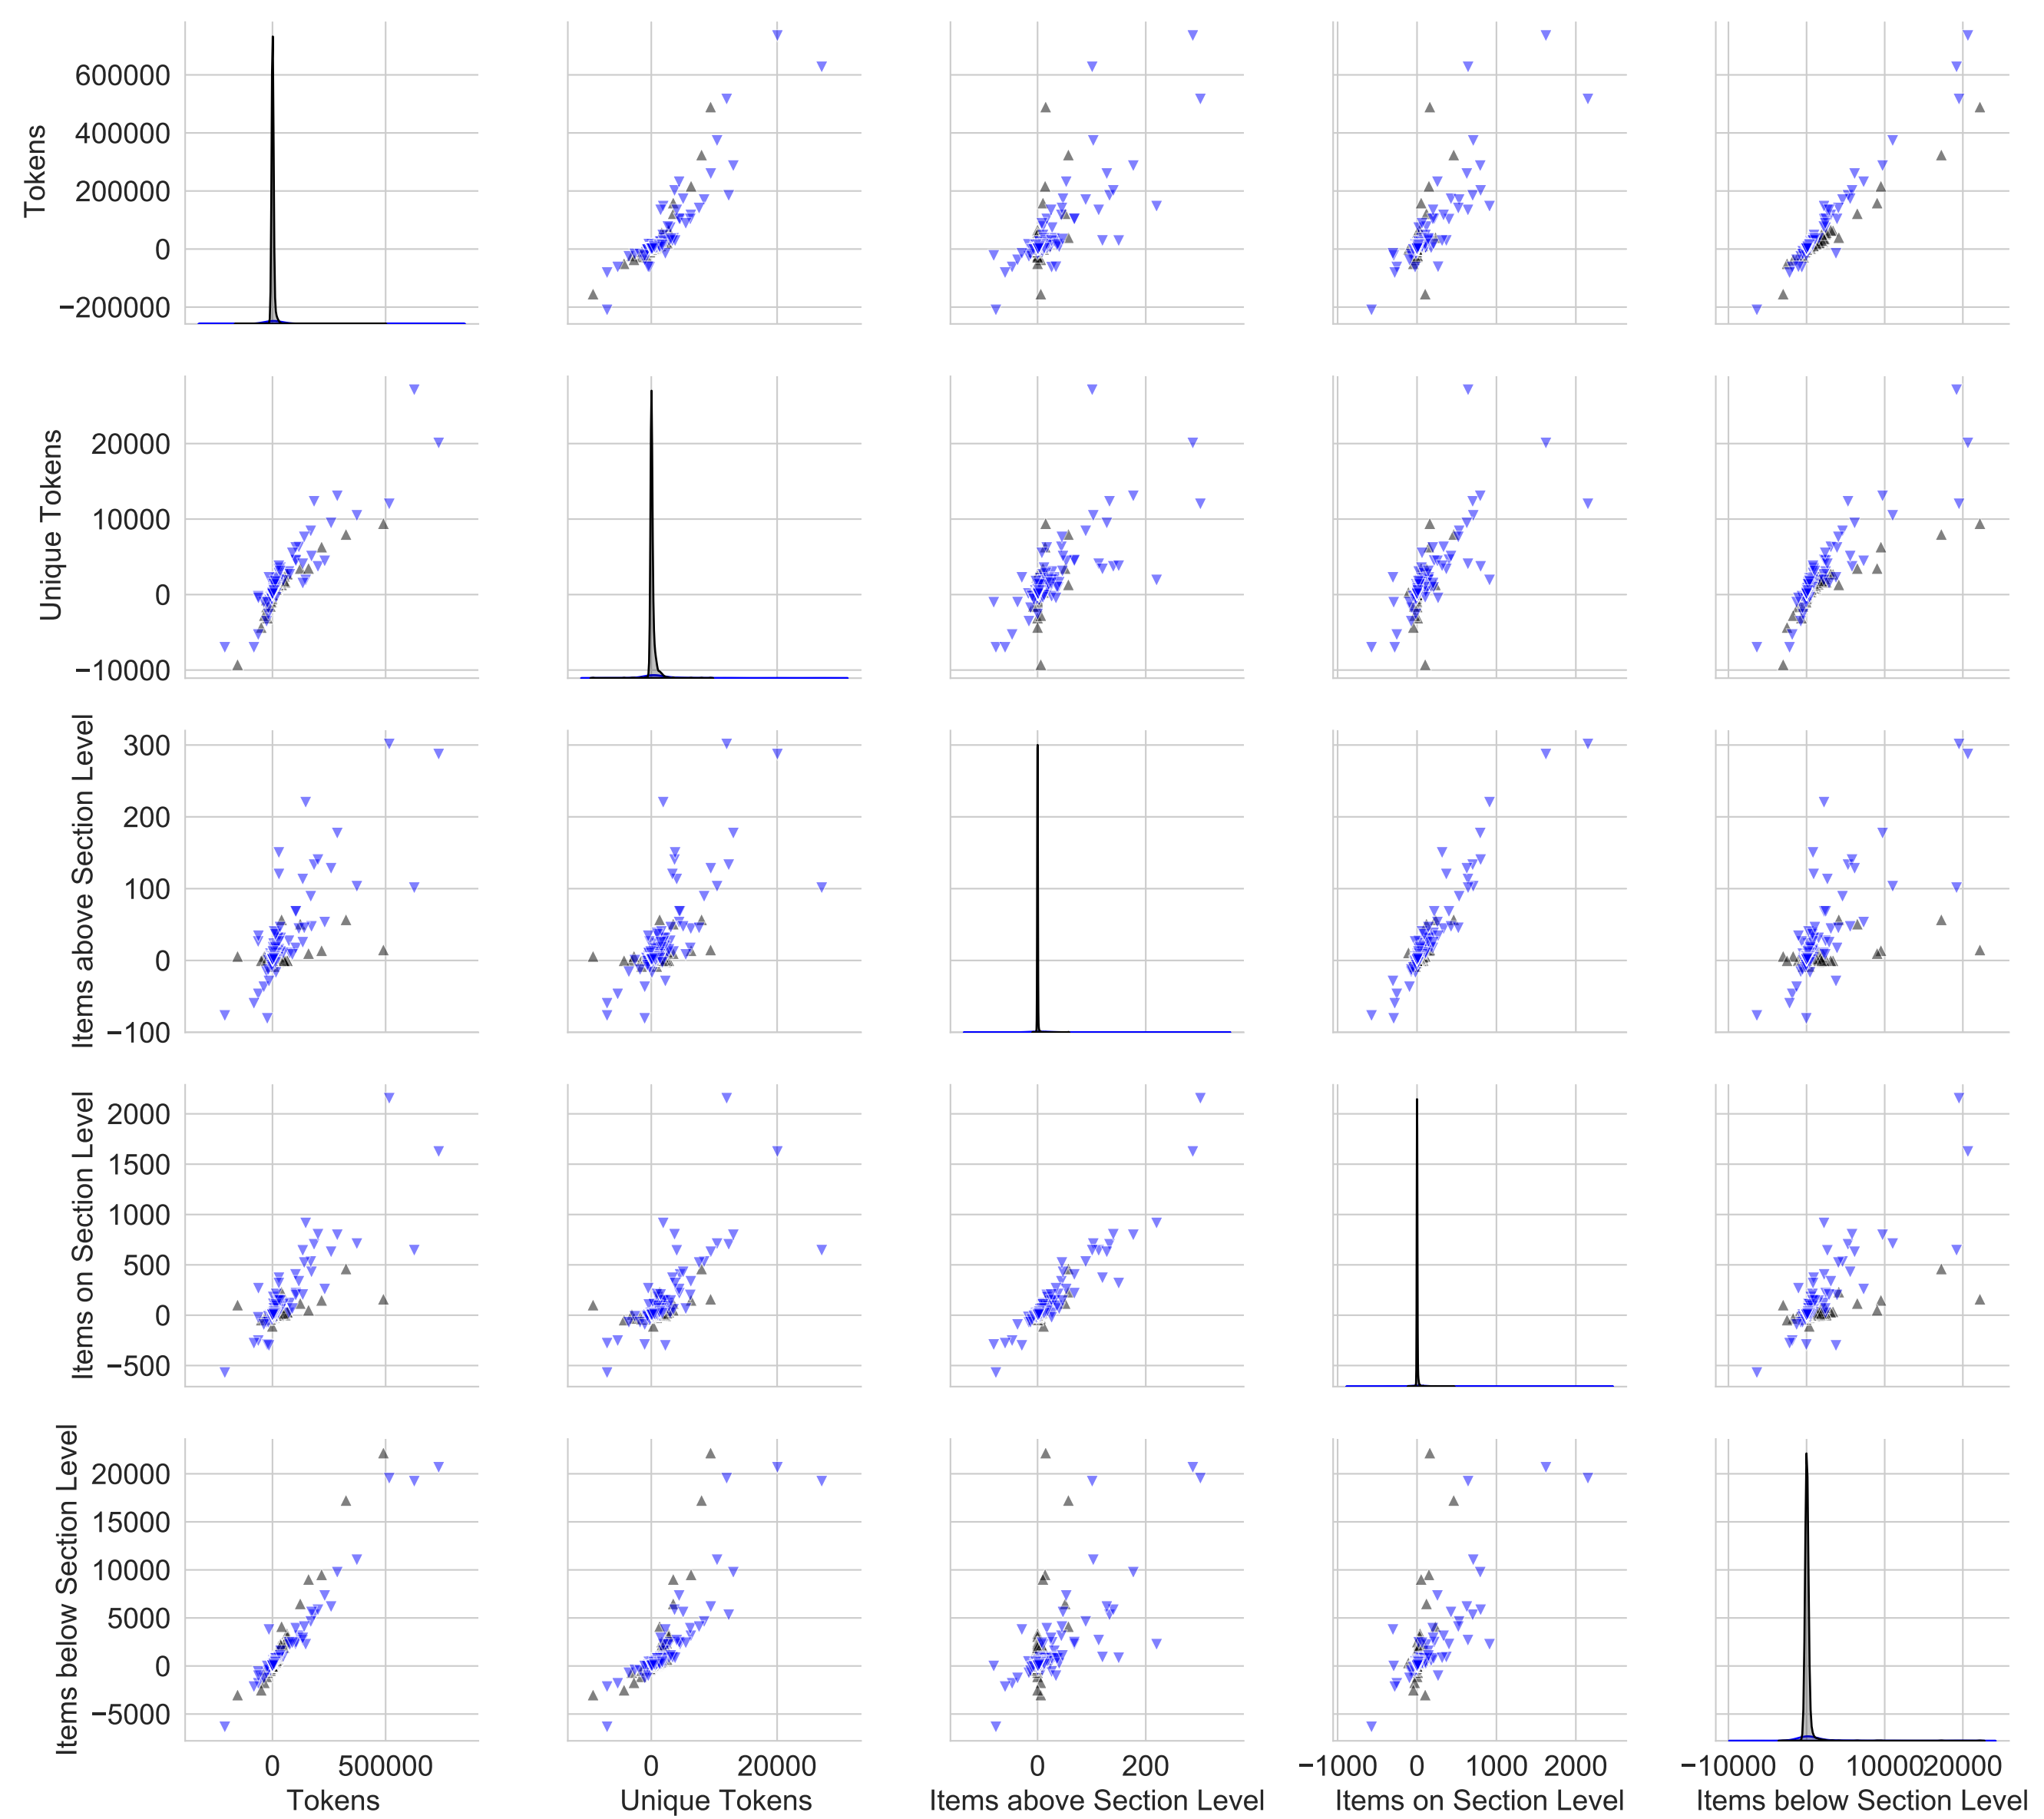 600000
400000
200000
0
−200000
Tokens
20000
10000
0
−10000
Unique Tokens
300
200
100
0
−100
Items above Section Level
2000
1500
1000
500
0
−500
Items on Section Level
20000
15000
10000
5000
0
−5000
Items below Section Level
0 500000
0 20000
0 200
−1000 0 1000 2000
−10000 0 10000 20000
Tokens
Unique Tokens
Items above Section Level
Items on Section Level
Items below Section Level